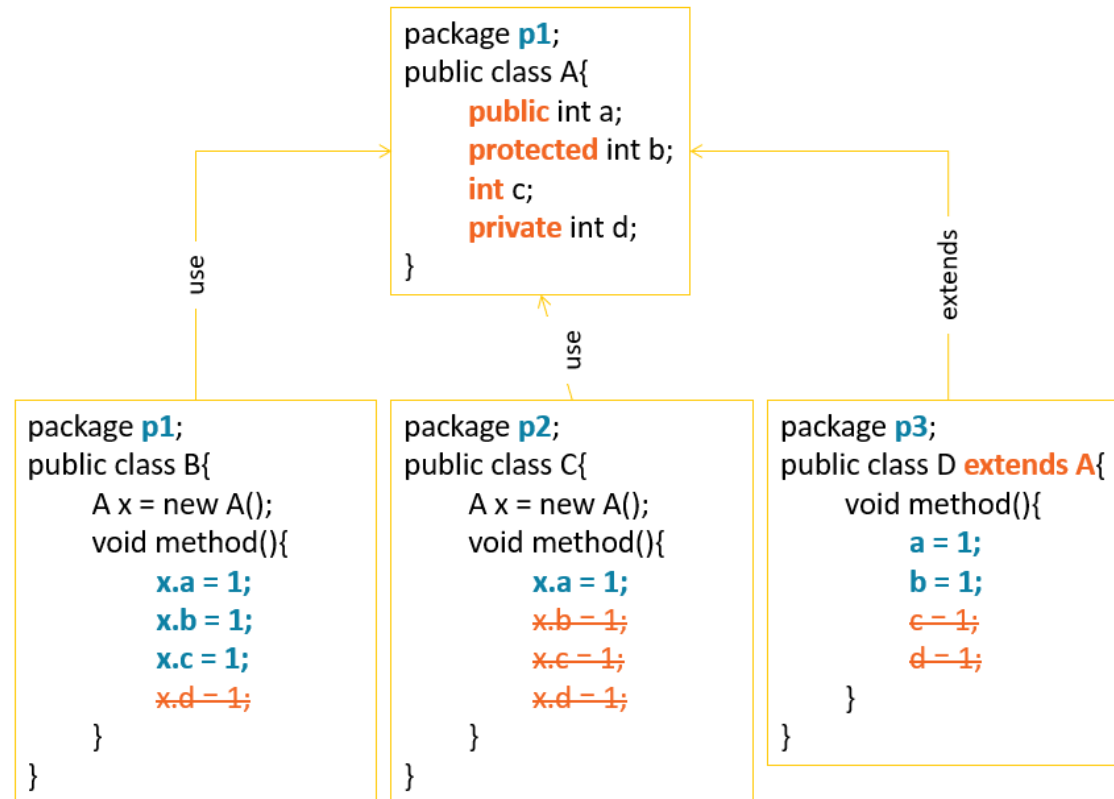 package p1;
public class A{
public int a;
protected int b;
int c;
private int d;
}
use
use
extends
package p1;
public class B{
A x = new A();
void method(){
x.a = 1;
x.b = 1;
x.c = 1;
x.d = 1;
}
}
package p2;
public class C{
A x = new A();
void method(){
x.a = 1;
x.b = 1;
x.c = 1;
x.d = 1;
}
}
package p3;
public class D extends A{
void method(){
a = 1;
b = 1;
c = 1;
d = 1;
}
}